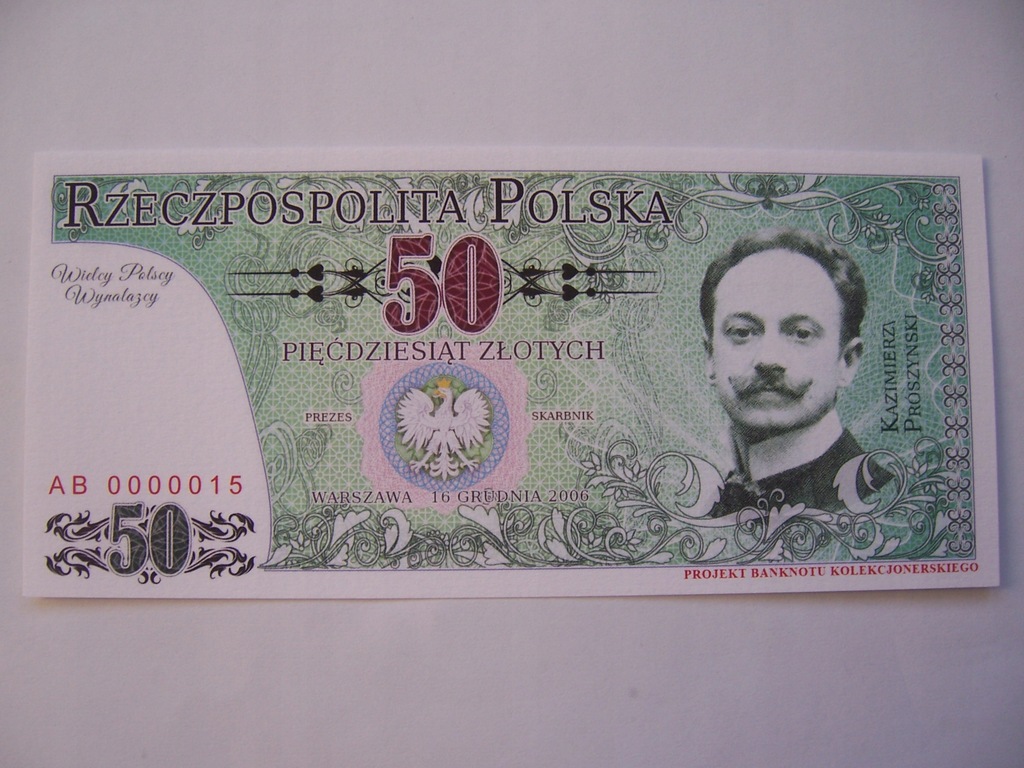 RZECZPOSPOLITA POLSKA
Wielcy Polscy
Wynalazcy
50
PIĘĆDZIESIĄT ZŁOTYCH
PREZES
SKARBNIK
WARSZAWA 16 GRUDNIA 2006
AB 0000015
50
KAZIMIERZ
PROSZYNSKI
PROJEKT BANKNOTU KOLEKCJONERSKIEGO